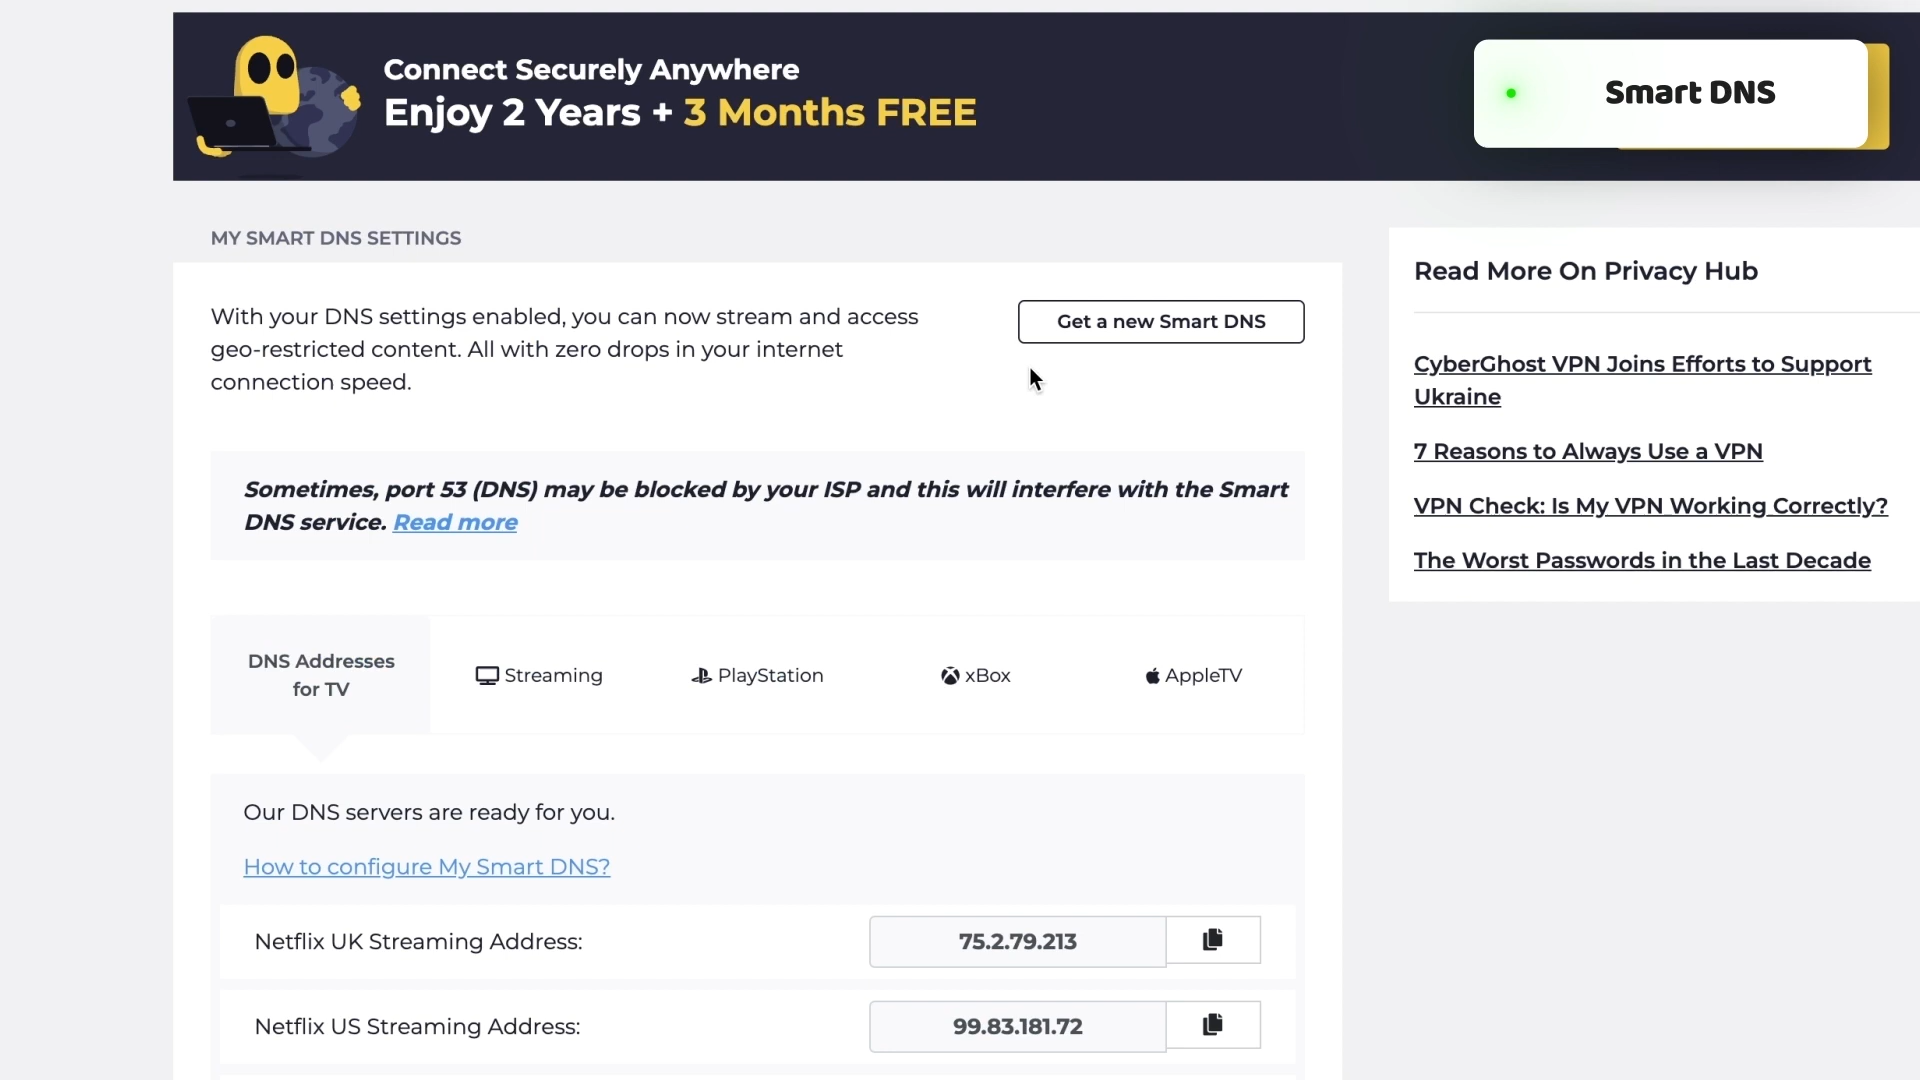 Connect Securely Anywhere
Enjoy 2 Years + 3 Months FREE
Smart DNS
MY SMART DNS SETTINGS
With your DNS settings enabled, you can now stream and access
geo-restricted content. All with zero drops in your internet
connection speed.
Get a new Smart DNS
Sometimes, port 53 (DNS) may be blocked by your ISP and this will interfere with the Smart
DNS service. Read more
DNS Addresses
for TV
Streaming
PlayStation
xBox
AppleTV
Our DNS servers are ready for you.
How to configure My Smart DNS?
Netflix UK Streaming Address:
75.2.79.213
Netflix US Streaming Address:
99.83.181.72
Read More On Privacy Hub
CyberGhost VPN Joins Efforts to Support
Ukraine
7 Reasons to Always Use a VPN
VPN Check: Is My VPN Working Correctly?
The Worst Passwords in the Last Decade